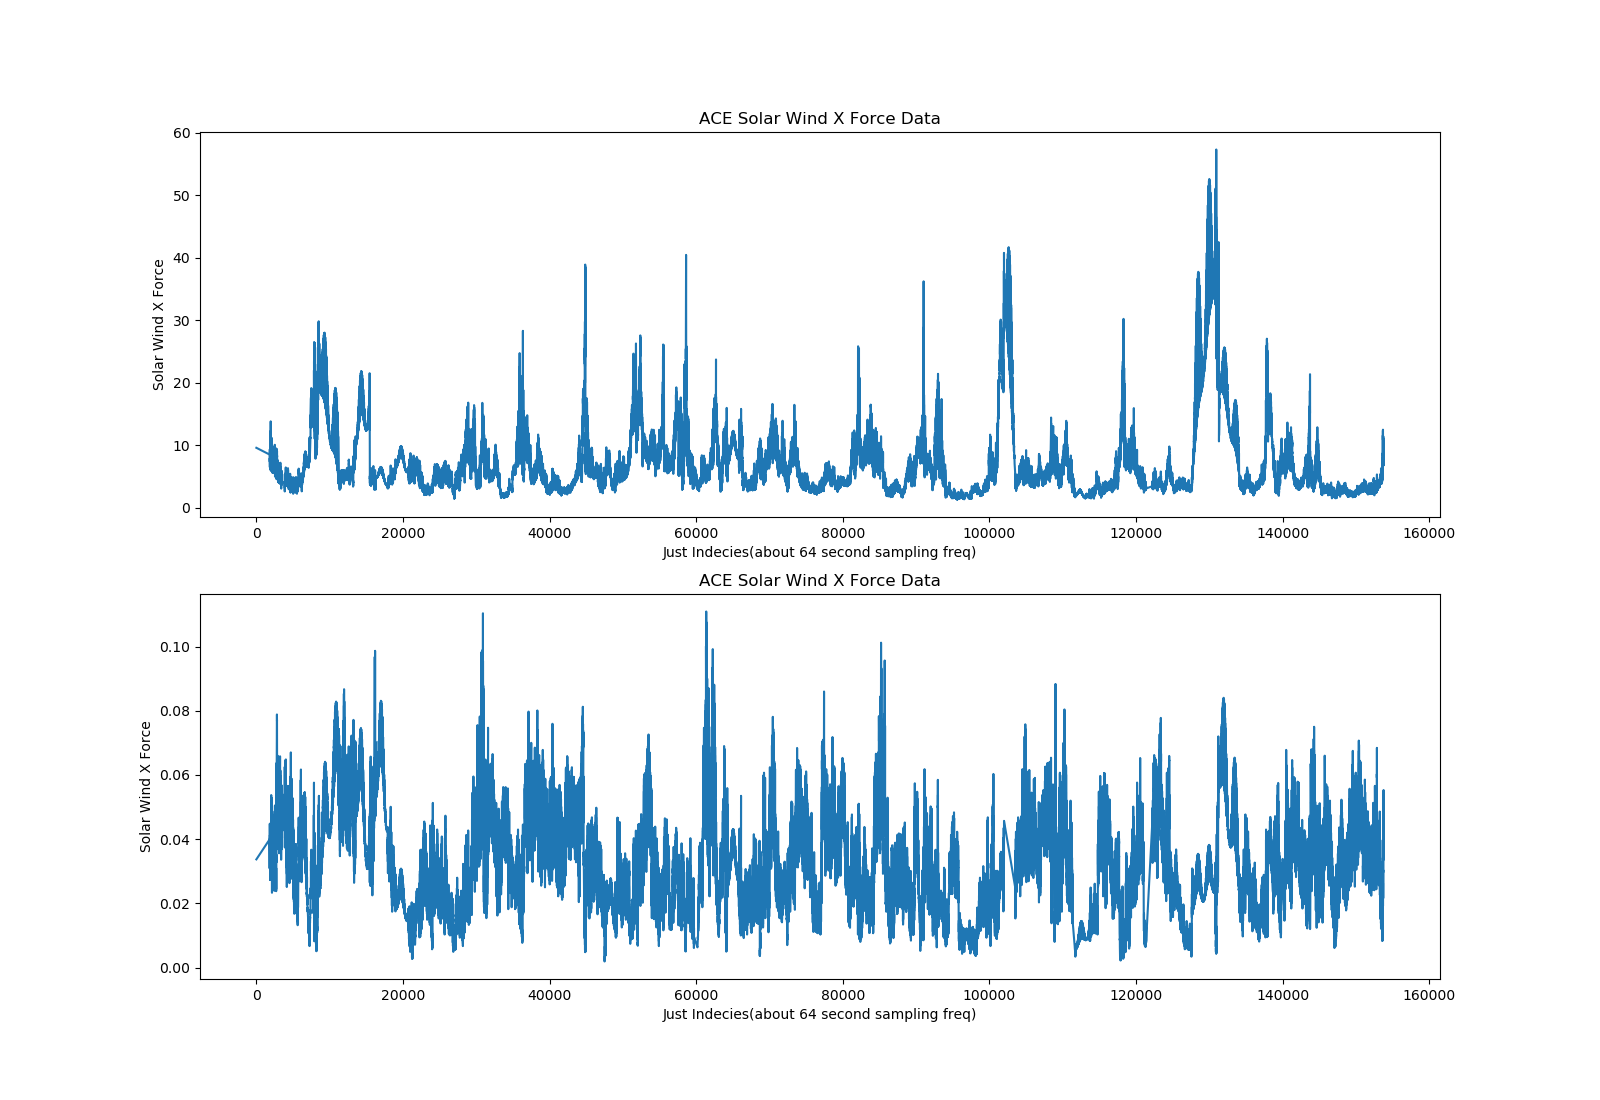 ACE Solar Wind X Force Data
60
50
40
30
20
10
0
Solar Wind X Force
0 20000 40000 60000 80000 100000 120000 140000 160000
Just Indecies(about 64 second sampling freq)
ACE Solar Wind X Force Data
0.10
0.08
0.06
0.04
0.02
0.00
Solar Wind X Force
0 20000 40000 60000 80000 100000 120000 140000 160000
Just Indecies(about 64 second sampling freq)